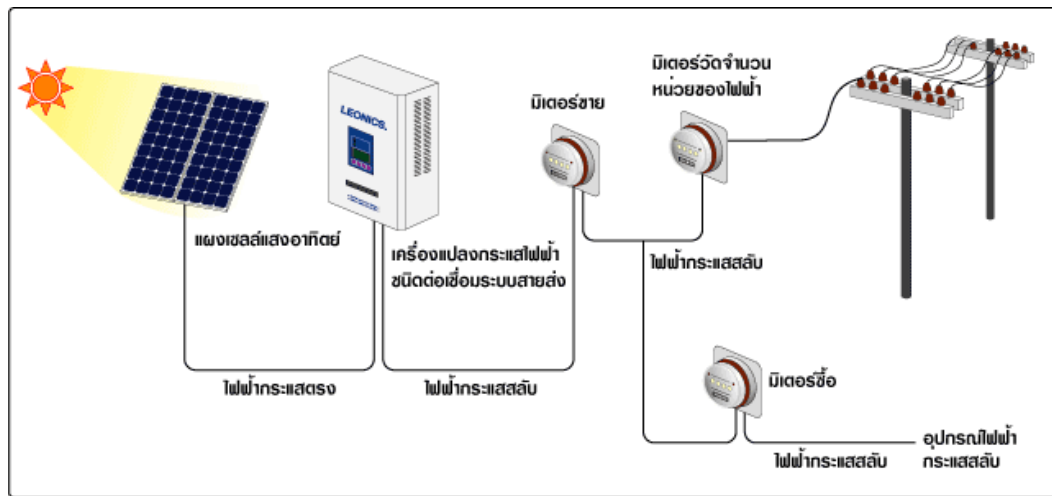 มิเตอร์วัดจำนวน
หน่วยของไฟฟ้า
มิเตอร์ขาย
LEONICS.
แผงเซลล์แสงอาทิตย์
เครื่องแปลงกระแสไฟฟ้า
ชนิดต่อเชื่อมระบบสายส่ง
ไฟฟ้ากระแสสลับ
มิเตอร์ซื้อ
ไฟฟ้ากระแสตรง
ไฟฟ้ากระแสสลับ
ไฟฟ้ากระแสสลับ
อุปกรณ์ไฟฟ้า
กระแสสลับ